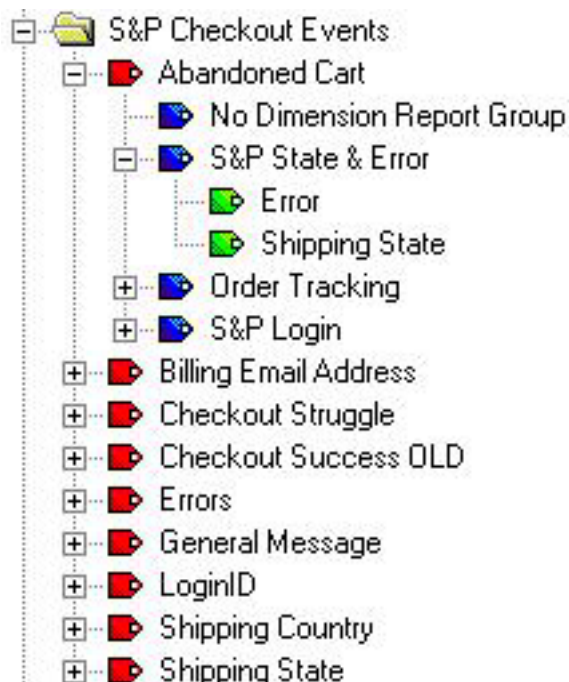 S&P Checkout Events
Abandoned Cart
No Dimension Report Group
S&P State & Error
Error
Shipping State
Order Tracking
S&P Login
Billing Email Address
Checkout Struggle
Checkout Success OLD
Errors
General Message
LoginID
Shipping Country
Shipping State